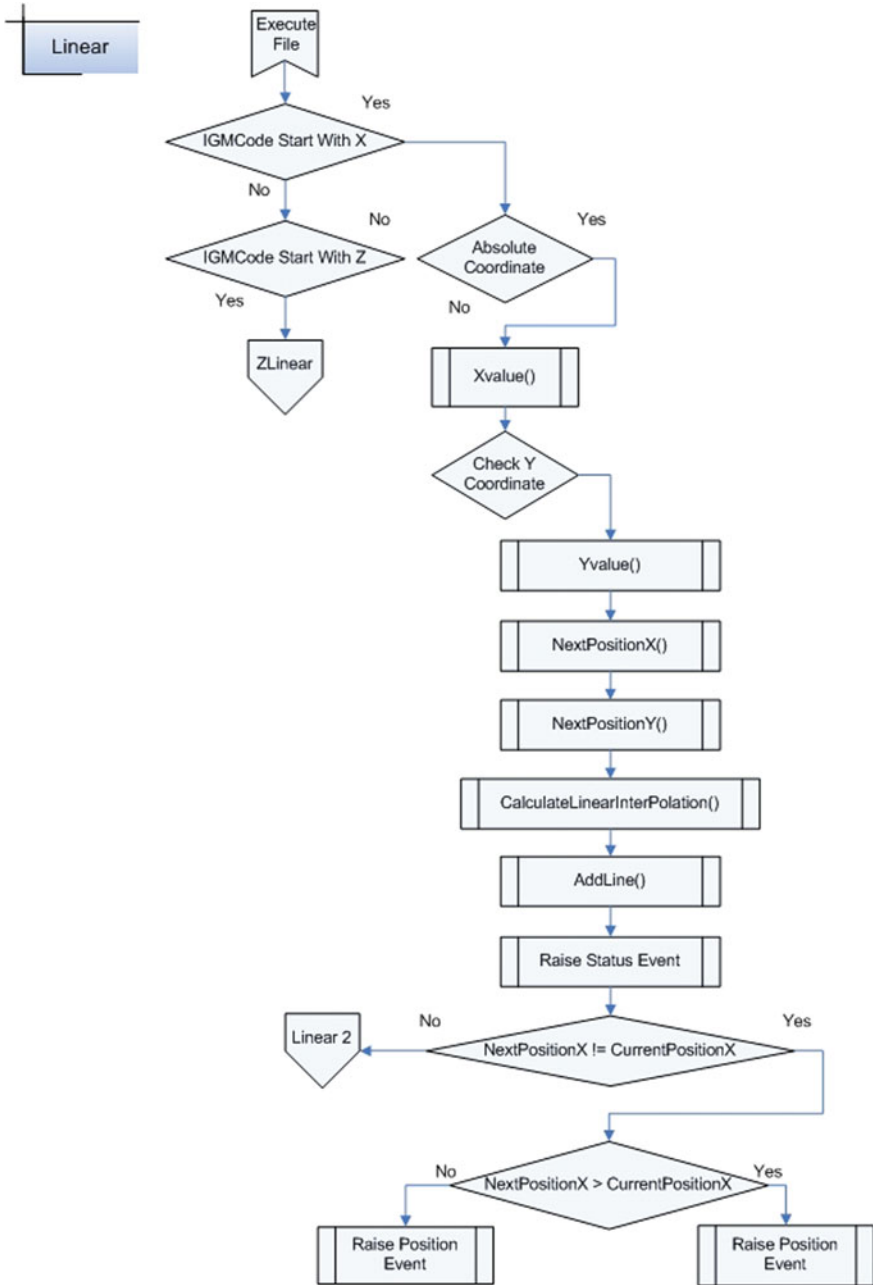 Linear
Execute
File
Yes
IGMCode Start With X
No
No
Yes
IGMCode Start With Z
Absolute
Coordinate
Yes
No
ZLinear
Xvalue()
Check Y
Coordinate
Yvalue()
NextPositionX()
NextPositionY()
CalculateLinearInterPolation()
AddLine()
Raise Status Event
No
Yes
Linear 2
NextPositionX != CurrentPositionX
No
Yes
NextPositionX > CurrentPositionX
Raise Position
Event
Raise Position
Event